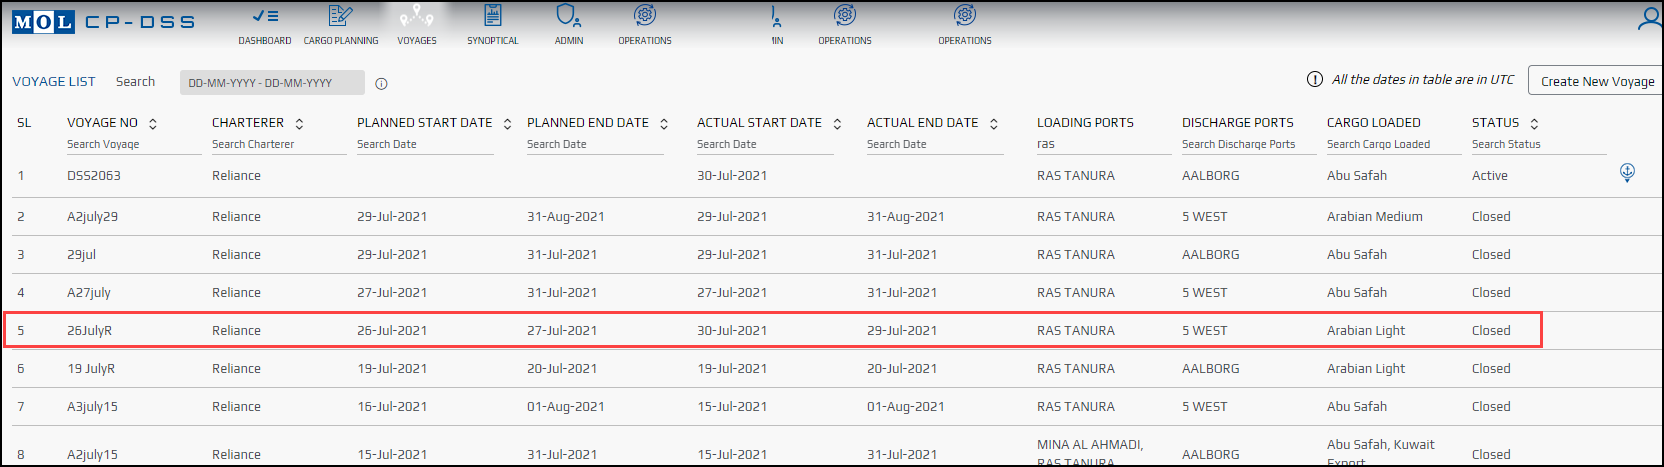 MOL CP-DSS
DASHBOARD CARGO PLANNING VOYAGES SYNOPTICAL ADMIN OPERATIONS IIN OPERATIONS OPERATIONS
VOYAGE LIST Search DD-MM-YYYY - DD-MM-YYYY All the dates in table are in UTC Create New Voyage
SL VOYAGE NO CHARTERER PLANNED START DATE PLANNED END DATE ACTUAL START DATE ACTUAL END DATE LOADING PORTS DISCHARGE PORTS CARGO LOADED STATUS
Search Voyage Search Charterer Search Date Search Date Search Date Search Date ras Search Discharge Ports Search Cargo Loaded Search Status
1 DSS2063 Reliance 30-Jul-2021 RAS TANURA AALBORG Abu Safah Active
2 A2july29 Reliance 29-Jul-2021 31-Aug-2021 29-Jul-2021 31-Aug-2021 RAS TANURA 5 WEST Arabian Medium Closed
3 29jul Reliance 29-Jul-2021 31-Jul-2021 29-Jul-2021 31-Jul-2021 RAS TANURA AALBORG Abu Safah Closed
4 A27july Reliance 27-Jul-2021 31-Jul-2021 27-Jul-2021 31-Jul-2021 RAS TANURA 5 WEST Abu Safah Closed
5 26JulyR Reliance 26-Jul-2021 27-Jul-2021 30-Jul-2021 29-Jul-2021 RAS TANURA 5 WEST Arabian Light Closed
6 19 JulyR Reliance 19-Jul-2021 20-Jul-2021 19-Jul-2021 20-Jul-2021 RAS TANURA AALBORG Arabian Light Closed
7 A3july15 Reliance 16-Jul-2021 01-Aug-2021 15-Jul-2021 01-Aug-2021 RAS TANURA 5 WEST Abu Safah Closed
8 A2july15 Reliance 15-Jul-2021 31-Jul-2021 15-Jul-2021 31-Jul-2021 MINA AL AHMADI, RAS TANURA AALBORG Abu Safah, Kuwait Export Closed